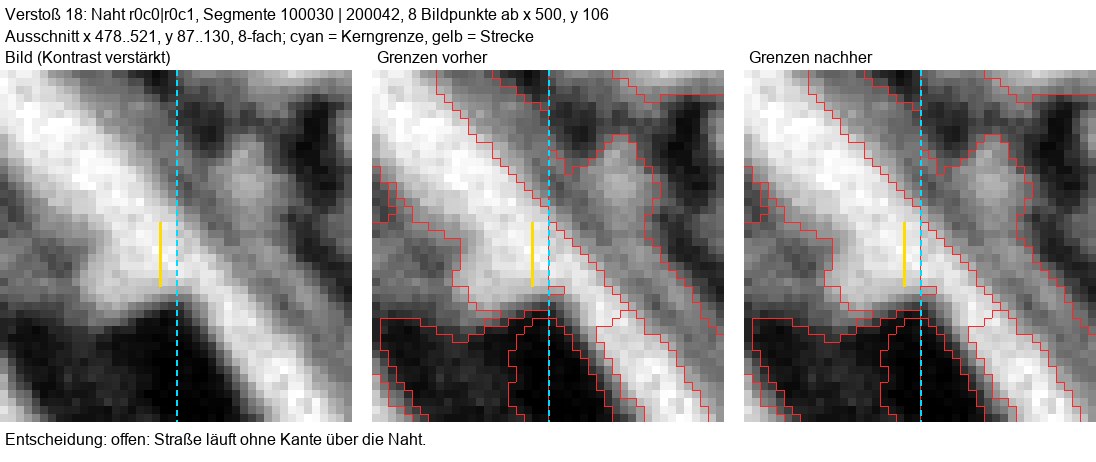 Verstoß 18: Naht r0c0|r0c1, Segmente 100030 | 200042, 8 Bildpunkte ab x 500, y 106
Ausschnitt x 478..521, y 87..130, 8-fach; cyan = Kerngrenze, gelb = Strecke
Bild (Kontrast verstärkt) Grenzen vorher Grenzen nachher
Entscheidung: offen: Straße läuft ohne Kante über die Naht.